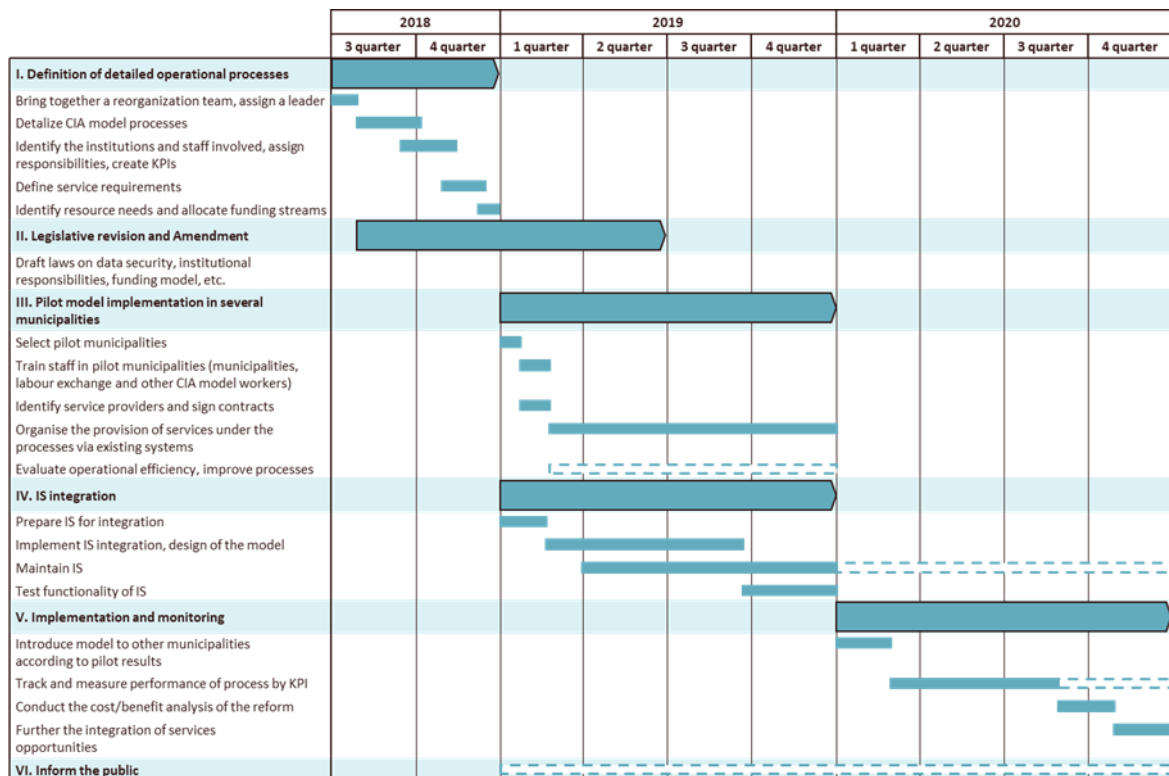 2018 2019 2020
3 quarter 4 quarter 1 quarter 2 quarter 3 quarter 4 quarter 1 quarter 2 quarter 3 quarter 4 quarter
I. Definition of detailed operational processes
Bring together a reorganization team, assign a leader
Detalize CIA model processes
Identify the institutions and staff involved, assign
responsibilities, create KPIs
Define service requirements
Identify resource needs and allocate funding streams
II. Legislative revision and Amendment
Draft laws on data security, institutional
responsibilities, funding model, etc.
III. Pilot model implementation in several
municipalities
Select pilot municipalities
Train staff in pilot municipalities (municipalities,
labour exchange and other CIA model workers)
Identify service providers and sign contracts
Organise the provision of services under the
processes via existing systems
Evaluate operational efficiency, improve processes
IV. IS integration
Prepare IS for integration
Implement IS integration, design of the model
Maintain IS
Test functionality of IS
V. Implementation and monitoring
Introduce model to other municipalities
according to pilot results
Track and measure performance of process by KPI
Conduct the cost/benefit analysis of the reform
Further the integration of services
opportunities
VI. Inform the public